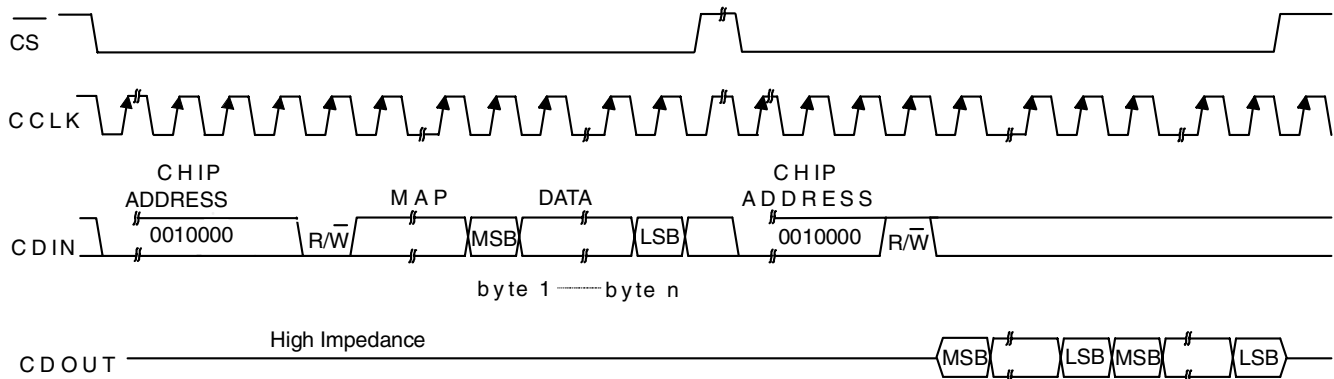 CS
CCLK
CHIP
ADDRESS
MAP
DATA
CHIP
ADDRESS
CDIN
0010000
R/W
MSB
LSB
0010000
R/W
byte 1
byte n
High Impedance
CDOUT
MSB
LSB
MSB
LSB